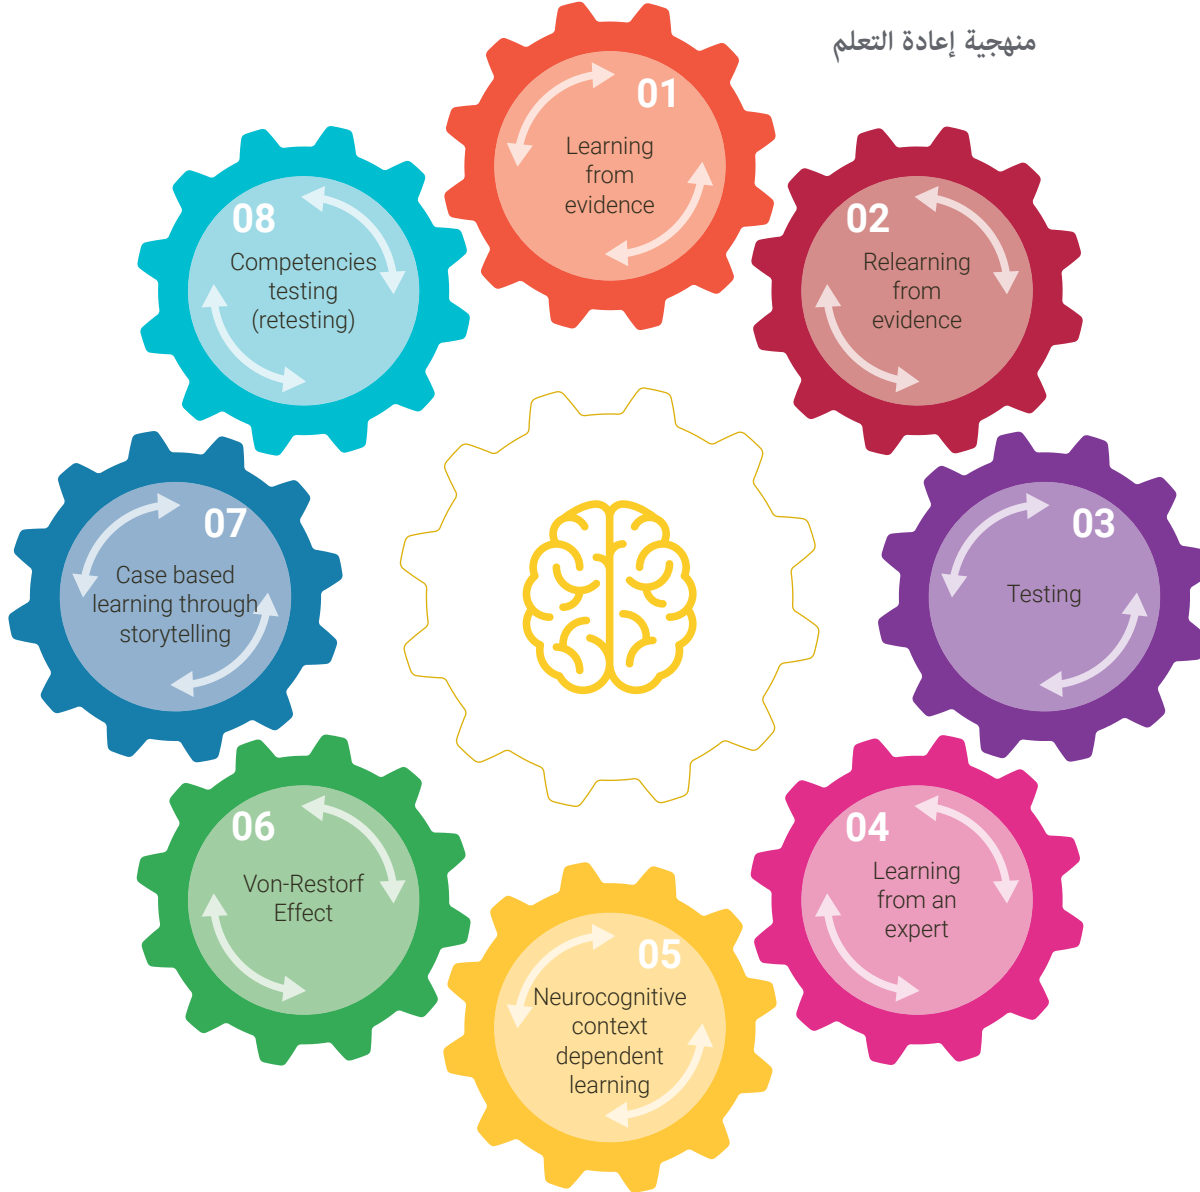 منهجية إعادة التعلم
01
Learning
from
evidence
02
Relearning
from
evidence
03
Testing
04
Learning
from an
expert
05
Neurocognitive
context
dependent
learning
06
Von-Restorf
Effect
07
Case based
learning through
storytelling
08
Competencies
testing
(retesting)